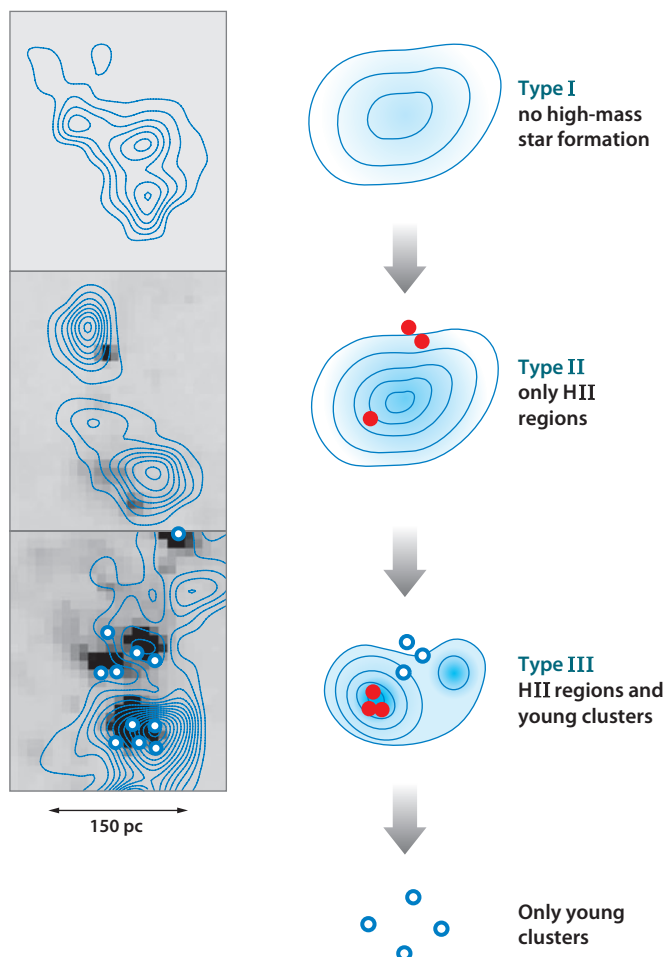 Type I
no high-mass
star formation
Type II
only HII
regions
Type III
HII regions and
young clusters
150 pc
Only young
clusters